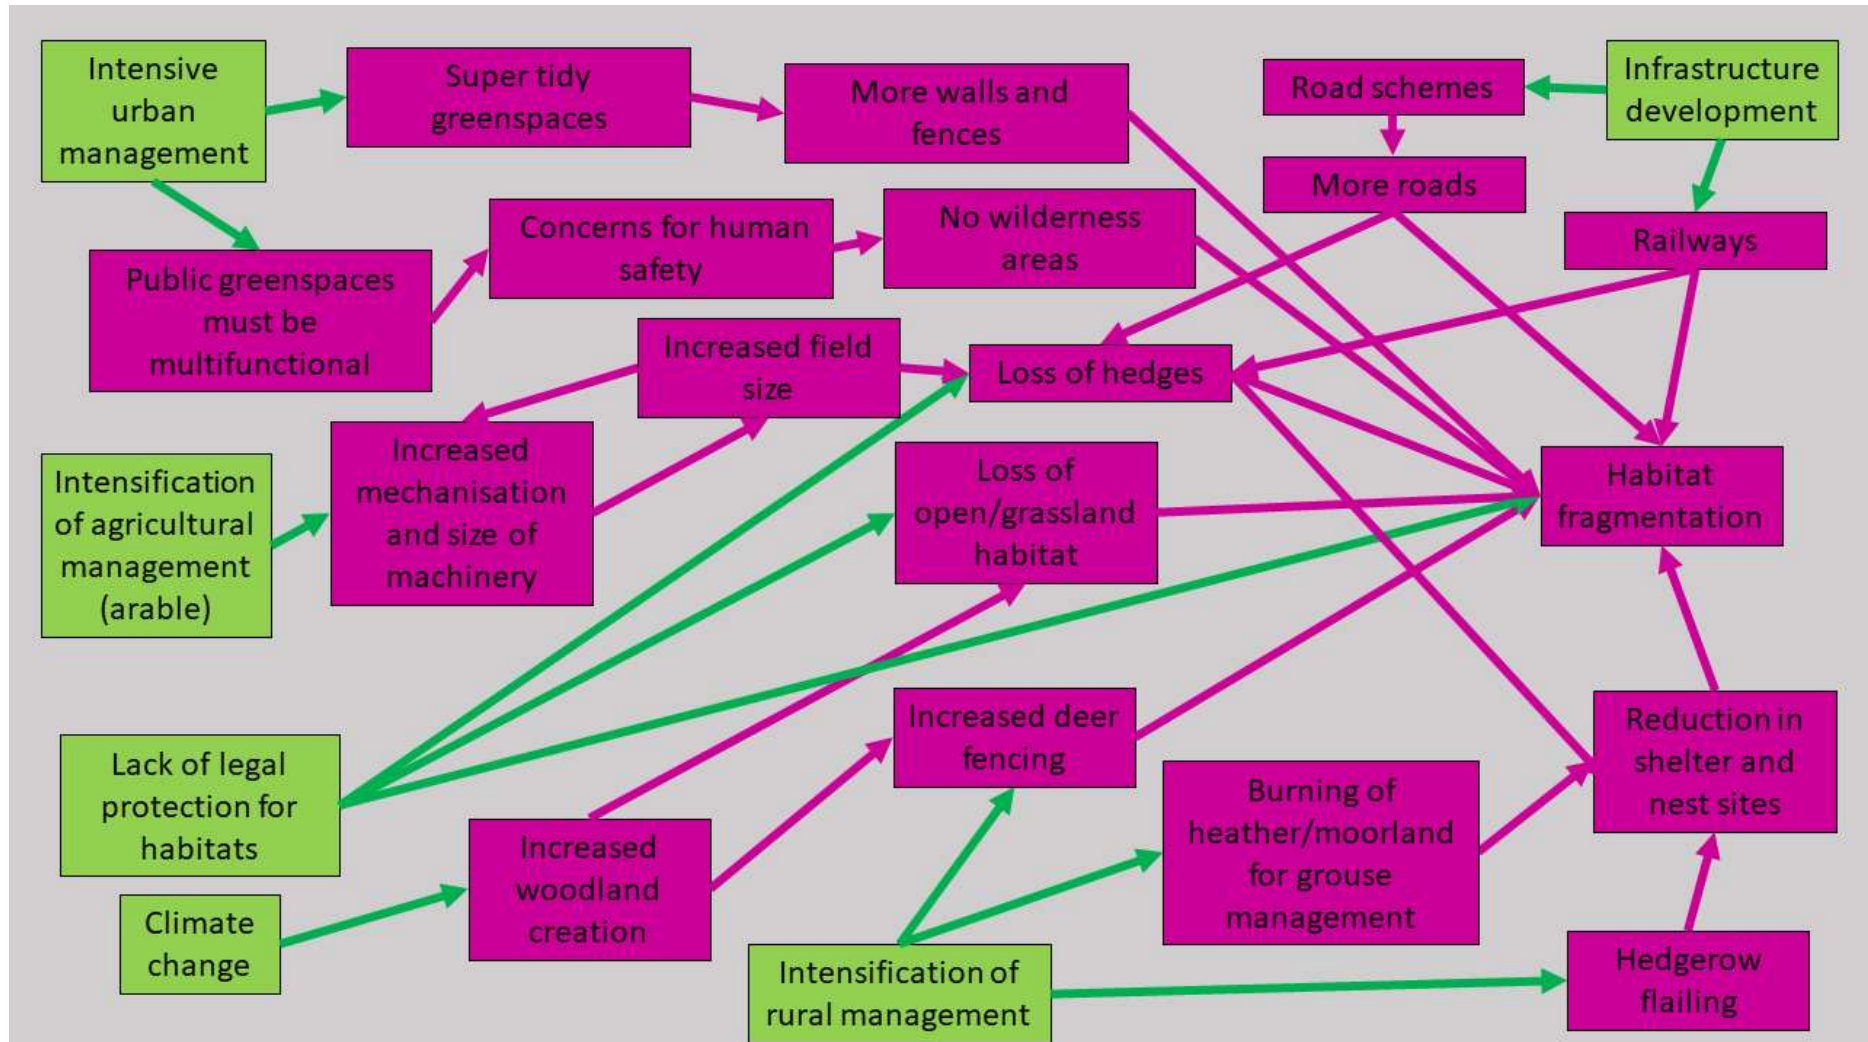 Intensive
urban
management
Super tidy
greenspaces
More walls and
fences
Road schemes
Infrastructure
development
More roads
Public greenspaces
must be
multifunctional
Concerns for human
safety
No wilderness
areas
Railways
Increased field
size
Loss of hedges
Intensification
of agricultural
management
(arable)
Increased
mechanisation
and size of
machinery
Loss of
open/grassland
habitat
Habitat
fragmentation
Lack of legal
protection for
habitats
Increased deer
fencing
Reduction in
shelter and
nest sites
Climate
change
Increased
woodland
creation
Burning of
heather/moorland
for grouse
management
Intensification of
rural management
Hedgerow
flailing